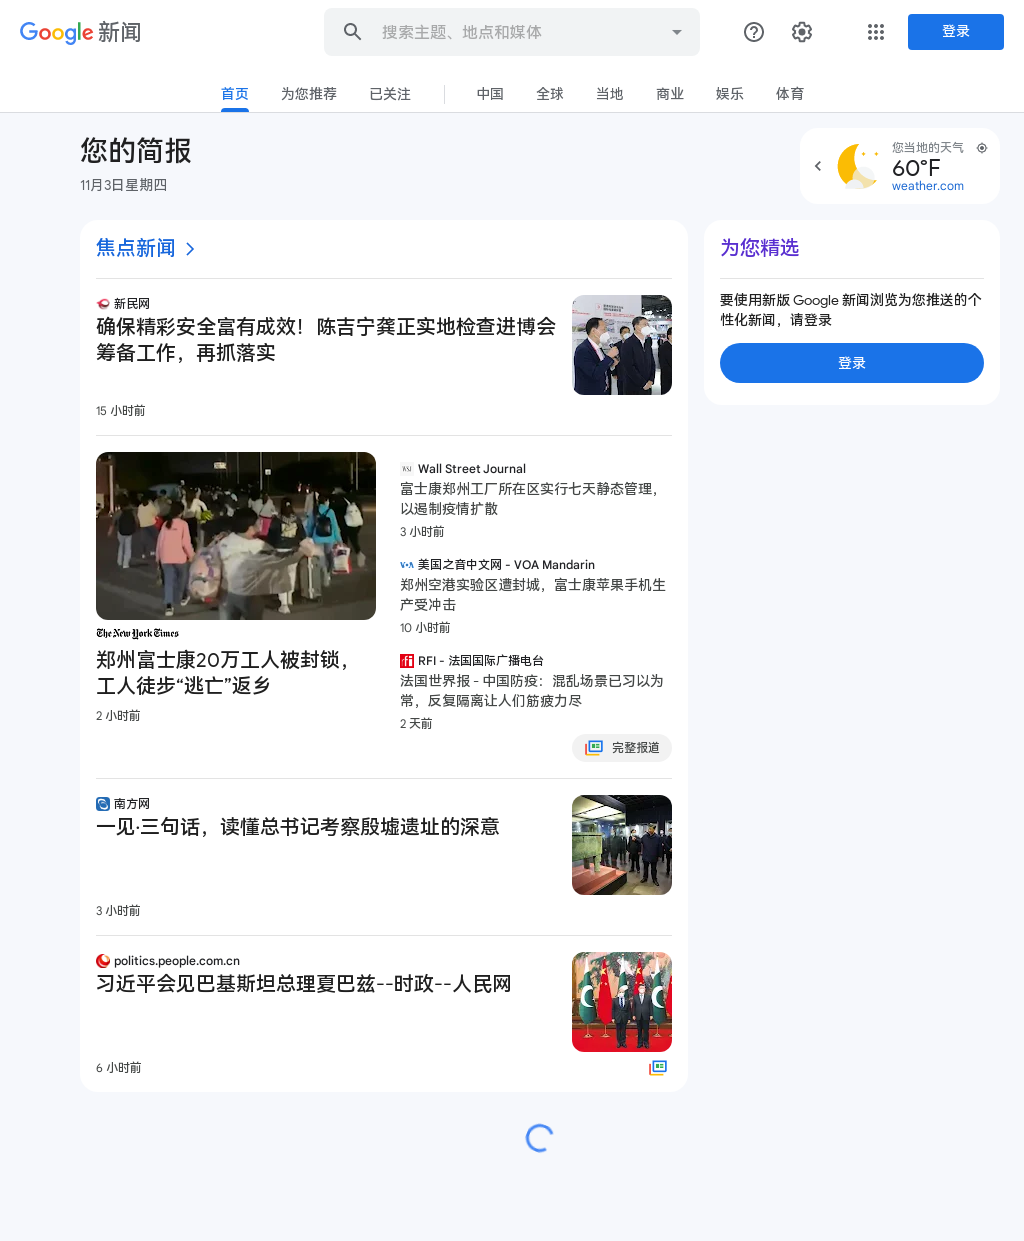 Google 新闻
搜索主题、地点和媒体
登录
首页
为您推荐
已关注
中国
全球
当地
商业
娱乐
体育
您的简报
11月3日星期四
您当地的天气
60°F
weather.com
焦点新闻
新民网
确保精彩安全富有成效！陈吉宁龚正实地检查进博会
筹备工作，再抓落实
15 小时前
The New York Times
郑州富士康20万工人被封锁，
工人徒步“逃亡”返乡
2 小时前
WSJ
Wall Street Journal
富士康郑州工厂所在区实行七天静态管理，
以遏制疫情扩散
3 小时前
VOA
美国之音中文网 - VOA Mandarin
郑州空港实验区遭封城，富士康苹果手机生
产受冲击
10 小时前
rfi
RFI - 法国国际广播电台
法国世界报 - 中国防疫：混乱场景已习以为
常，反复隔离让人们筋疲力尽
2 天前
完整报道
南方网
一见·三句话，读懂总书记考察殷墟遗址的深意
3 小时前
politics.people.com.cn
习近平会见巴基斯坦总理夏巴兹--时政--人民网
6 小时前
为您精选
要使用新版 Google 新闻浏览为您推送的个
性化新闻，请登录
登录